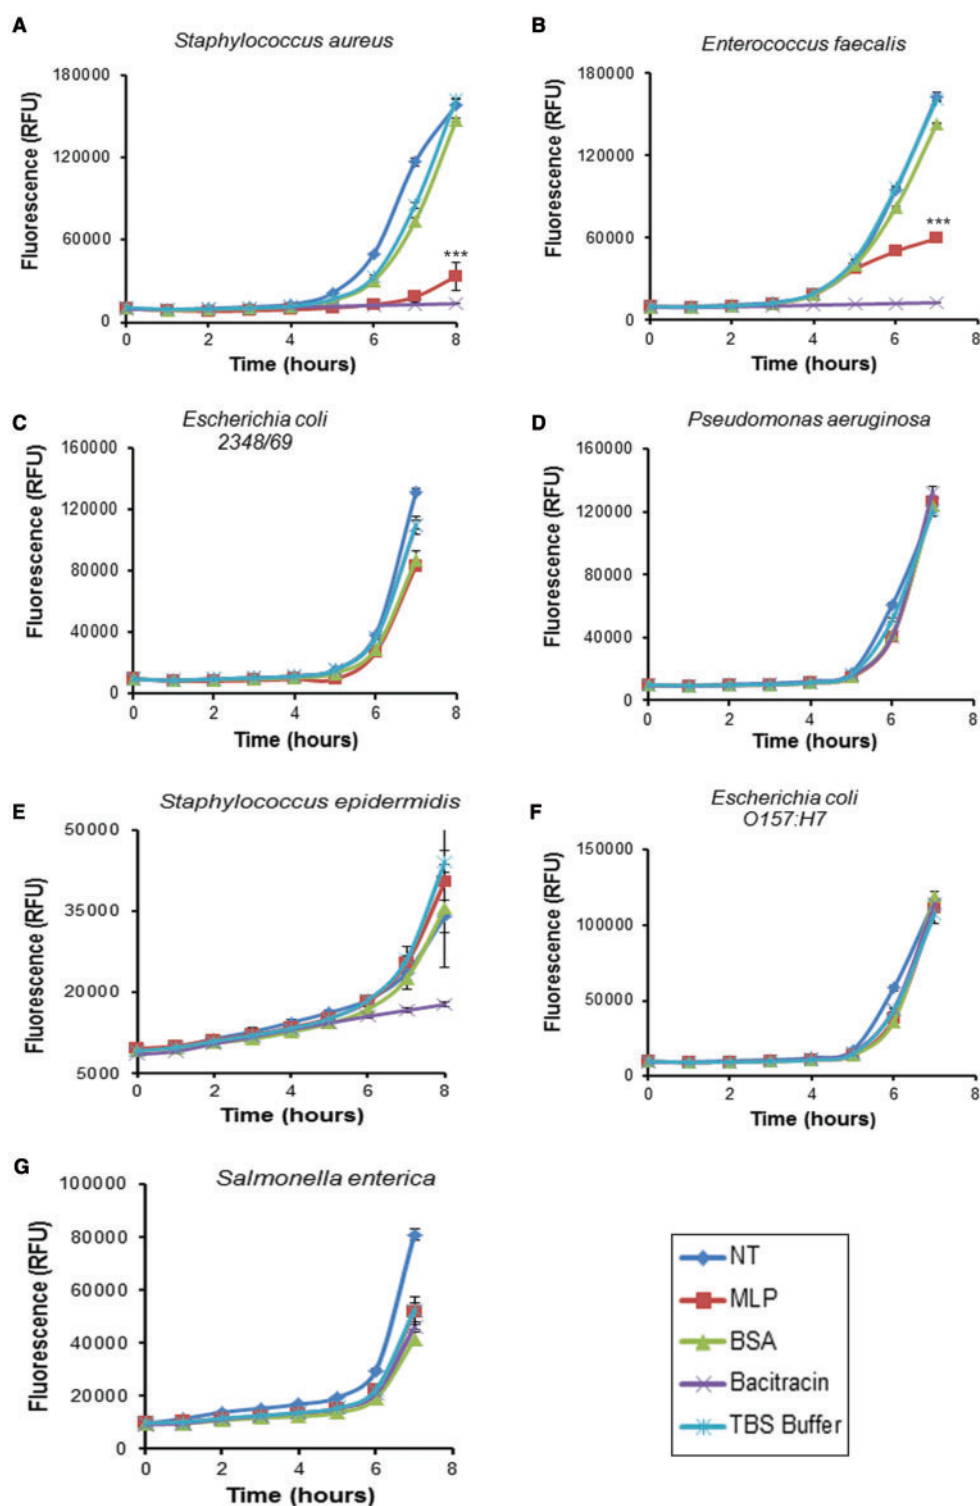 A
Staphylococcus aureus
Fluorescence (RFU)
180000
120000
60000
0
***
0 2 4 6 8
Time (hours)
B
Enterococcus faecalis
Fluorescence (RFU)
180000
120000
60000
0
***
0 2 4 6 8
Time (hours)
C
Escherichia coli
2348/69
Fluorescence (RFU)
160000
120000
80000
40000
0
0 2 4 6 8
Time (hours)
D
Pseudomonas aeruginosa
Fluorescence (RFU)
160000
120000
80000
40000
0
0 2 4 6 8
Time (hours)
E
Staphylococcus epidermidis
Fluorescence (RFU)
50000
35000
20000
5000
0 2 4 6 8
Time (hours)
F
Escherichia coli
O157:H7
Fluorescence (RFU)
150000
100000
50000
0
0 2 4 6 8
Time (hours)
G
Salmonella enterica
Fluorescence (RFU)
100000
80000
60000
40000
20000
0
0 2 4 6 8
Time (hours)
NT
MLP
BSA
Bacitracin
TBS Buffer